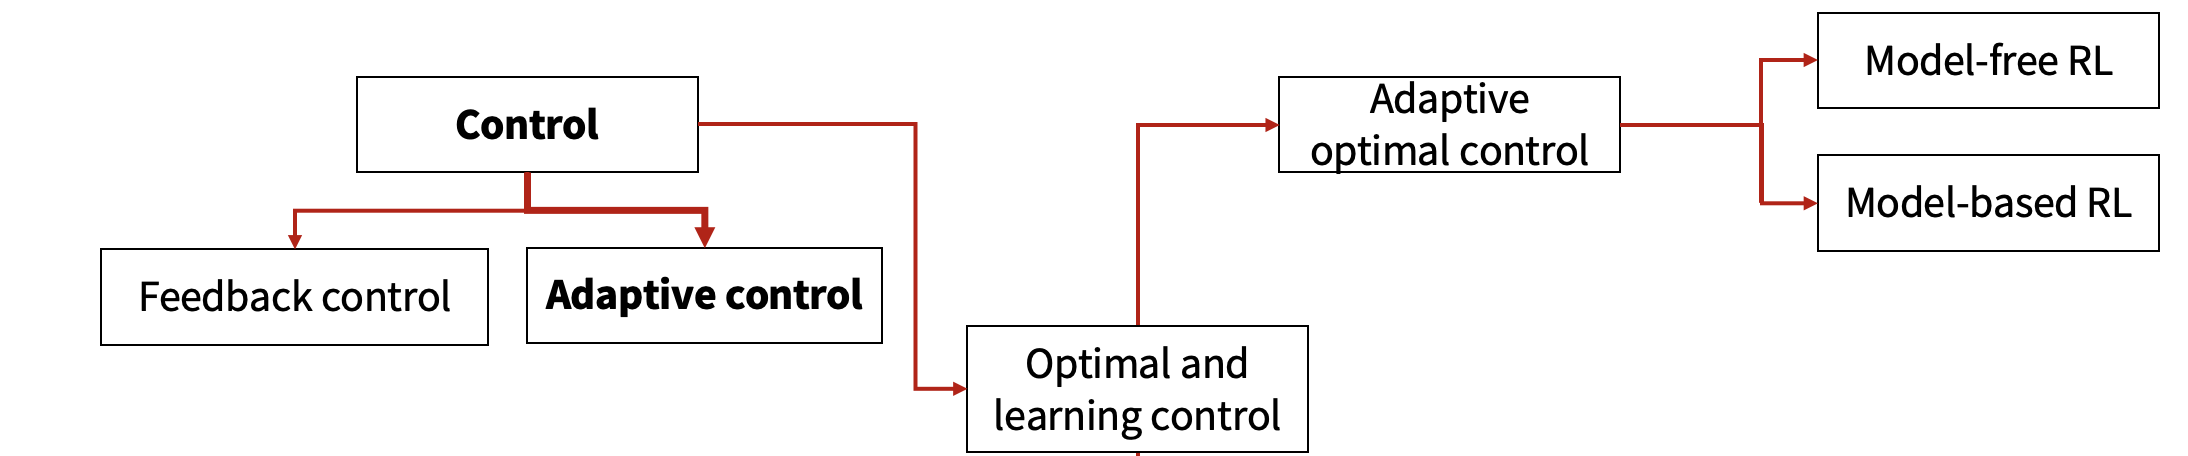 Control
Feedback control
Adaptive control
Optimal and
learning control
Adaptive
optimal control
Model-free RL
Model-based RL